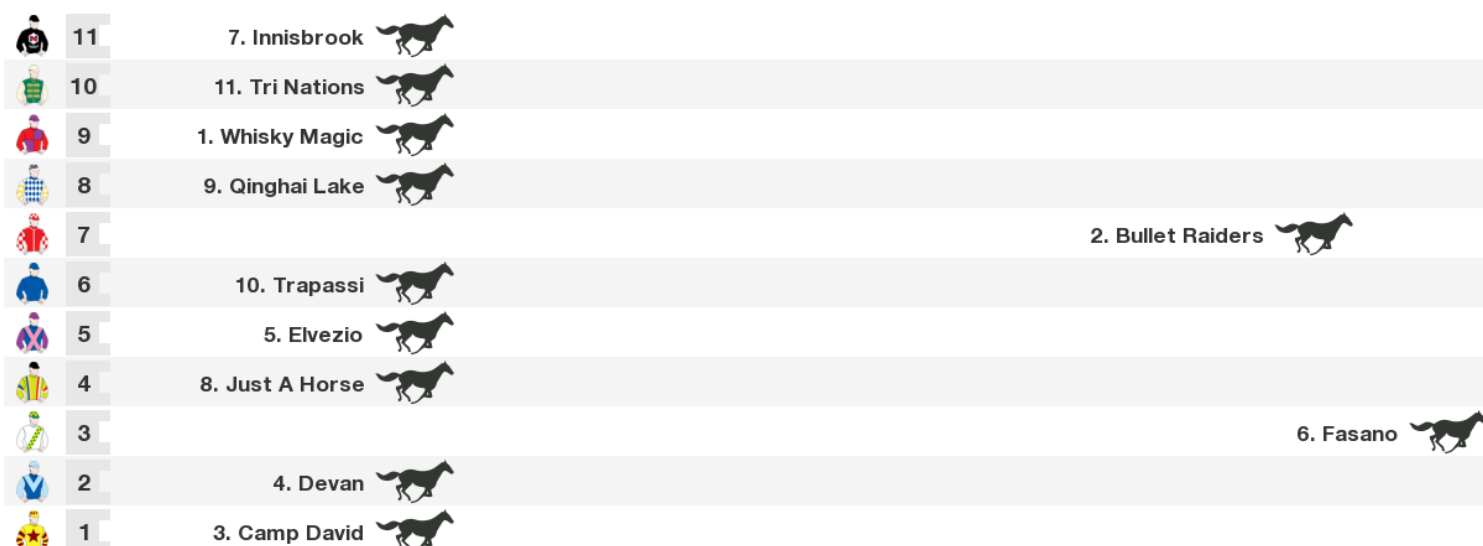 11 7. Innisbrook
10 11. Tri Nations
9 1. Whisky Magic
8 9. Qinghai Lake
7 2. Bullet Raiders
6 10. Trapassi
5 5. Elvezio
4 8. Just A Horse
3 6. Fasano
2 4. Devan
1 3. Camp David